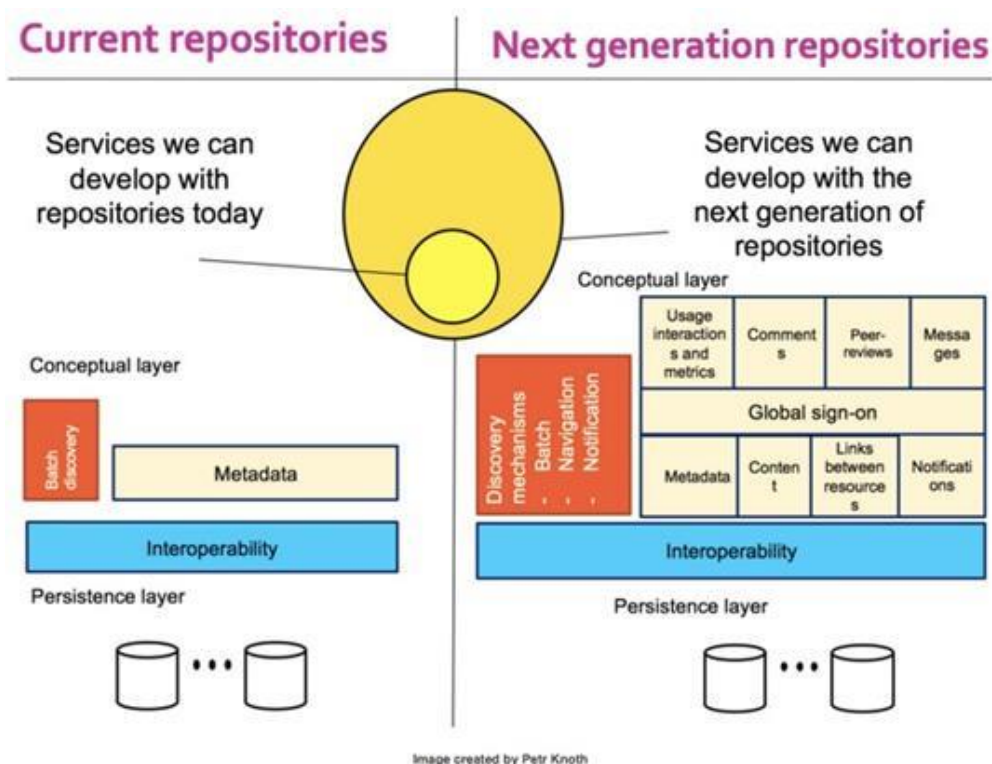 Current repositories
Next generation repositories
Services we can
develop with
repositories today
Services we can
develop with the
next generation of
repositories
Conceptual layer
Batch
discovery
Metadata
Interoperability
Persistence layer
Conceptual layer
Usage
interaction
s and
metrics
Comment
s
Peer-
reviews
Messa
ges
Global sign-on
Discovery
mechanisms
- Batch
- Navigation
- Notification
Metadata
Conten
t
Links
between
resource
s
Notificati
ons
Interoperability
Persistence layer
Image created by Petr Knoth